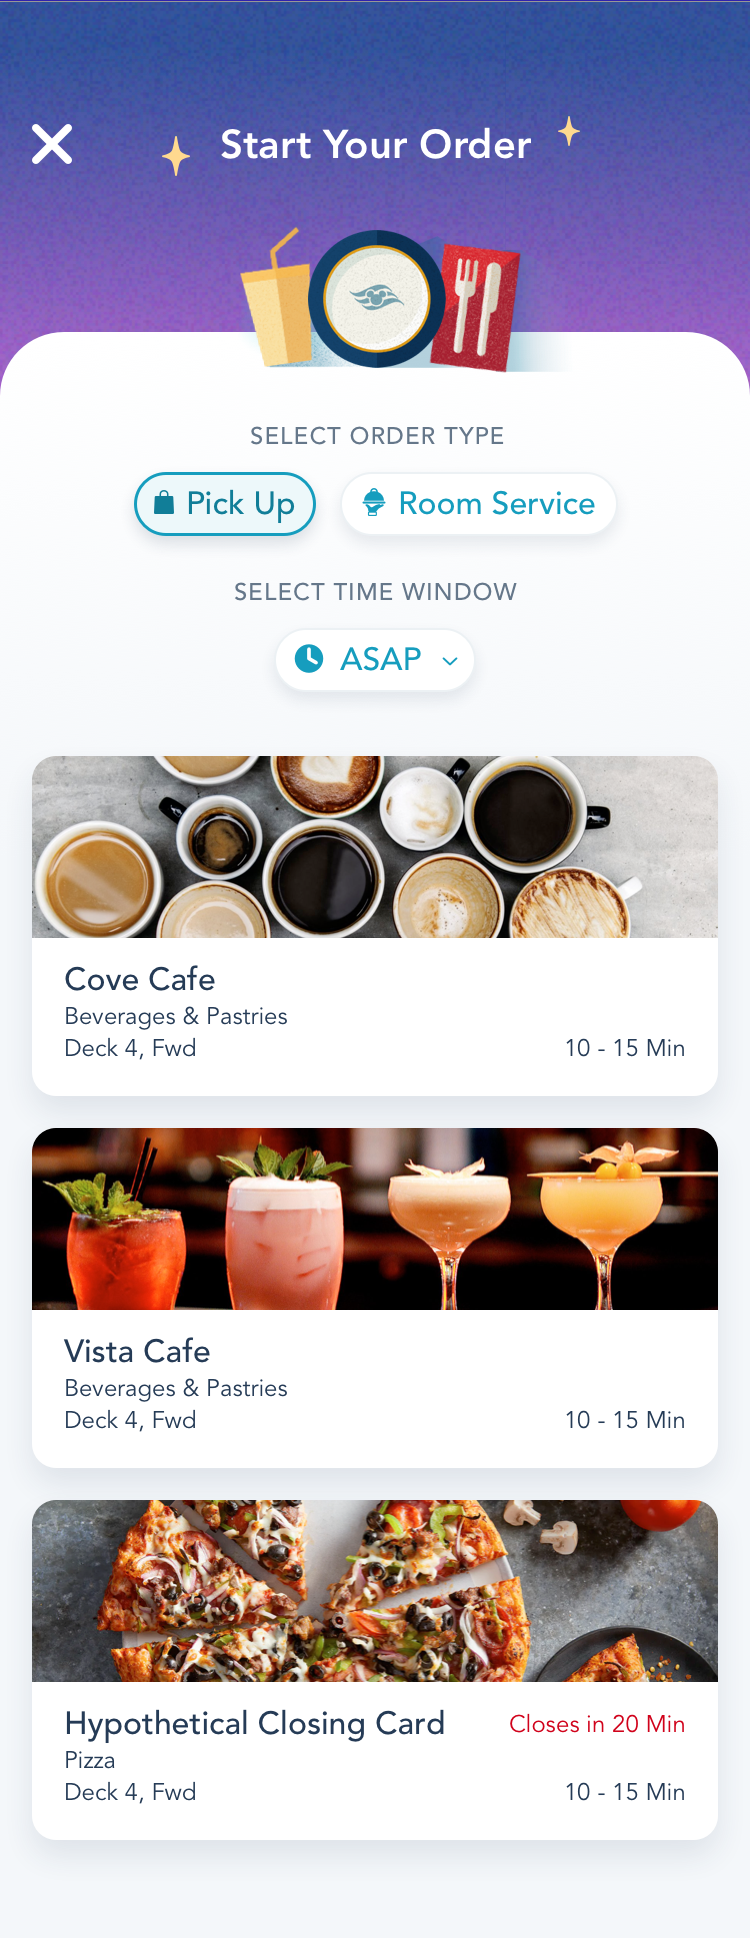 Start Your Order
SELECT ORDER TYPE
Pick Up
Room Service
SELECT TIME WINDOW
ASAP
Cove Cafe
Beverages & Pastries
Deck 4, Fwd
10 - 15 Min
Vista Cafe
Beverages & Pastries
Deck 4, Fwd
10 - 15 Min
Hypothetical Closing Card
Closes in 20 Min
Pizza
Deck 4, Fwd
10 - 15 Min